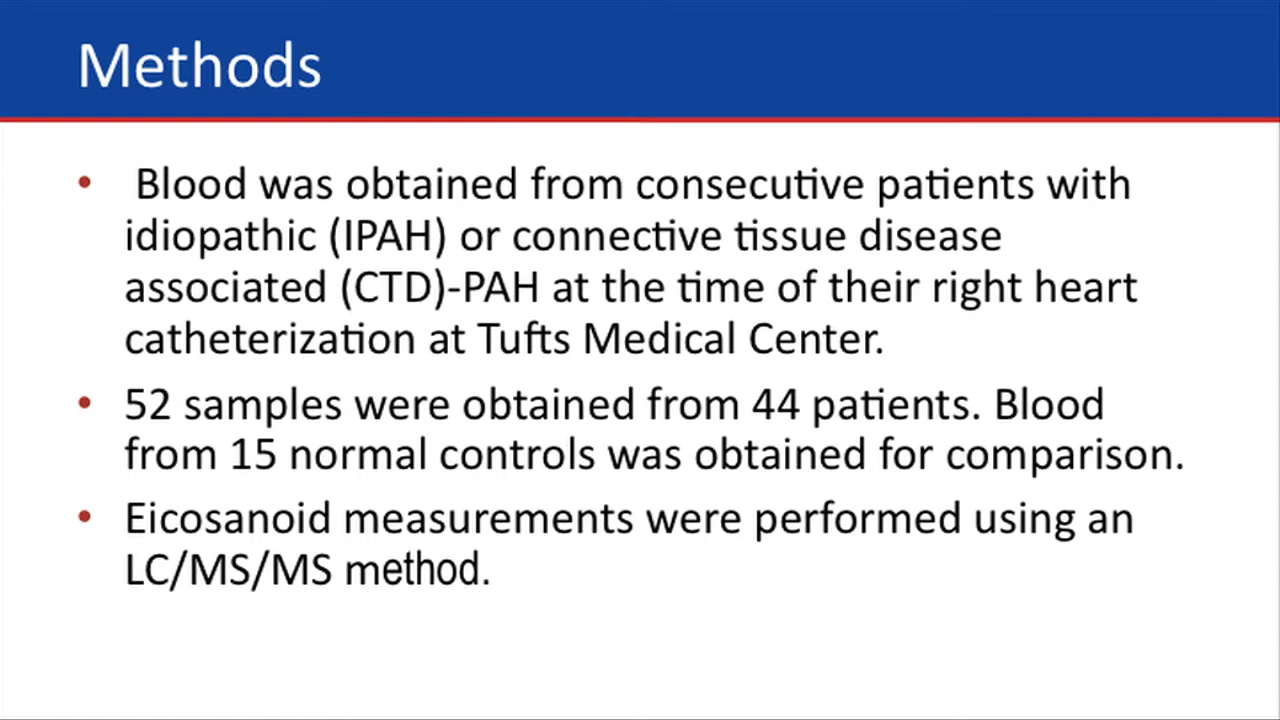 Methods
• Blood was obtained from consecutive patients with
idiopathic (IPAH) or connective tissue disease
associated (CTD)-PAH at the time of their right heart
catheterization at Tufts Medical Center.
• 52 samples were obtained from 44 patients. Blood
from 15 normal controls was obtained for comparison.
• Eicosanoid measurements were performed using an
LC/MS/MS method.